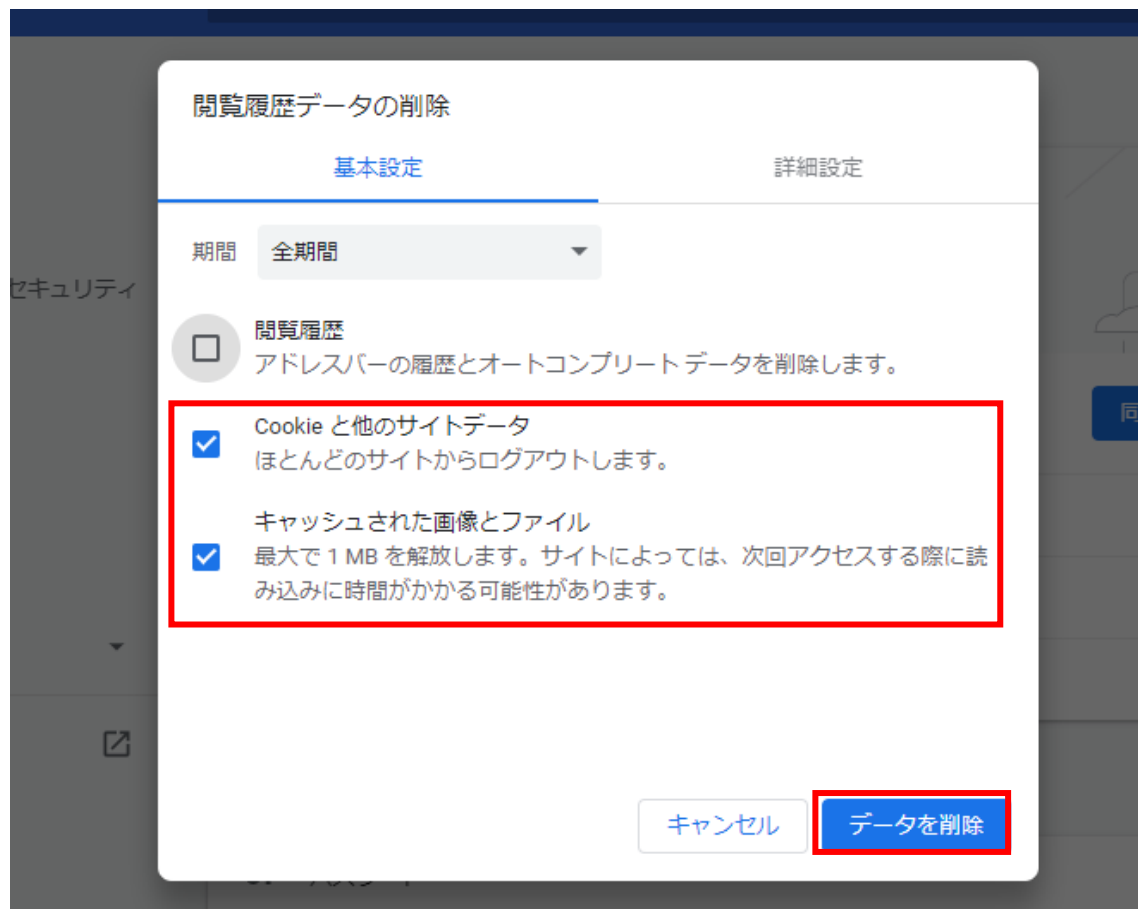 閲覧履歴データの削除
基本設定 詳細設定
期間 全期間
セキュリティ
閲覧履歴
アドレスバーの履歴とオートコンプリート データを削除します。
Cookie と他のサイトデータ
ほとんどのサイトからログアウトします。
キャッシュされた画像とファイル
最大で 1 MB を解放します。サイトによっては、次回アクセスする際に読
み込みに時間がかかる可能性があります。
キャンセル データを削除